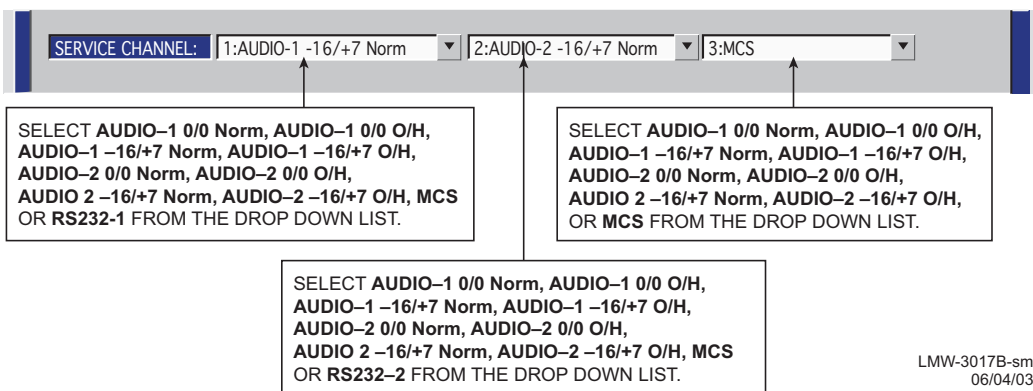 SERVICE CHANNEL: 1:AUDIO-1 -16/+7 Norm 2:AUDIO-2 -16/+7 Norm 3:MCS
SELECT AUDIO–1 0/0 Norm, AUDIO–1 0/0 O/H,
AUDIO–1 –16/+7 Norm, AUDIO–1 –16/+7 O/H,
AUDIO–2 0/0 Norm, AUDIO–2 0/0 O/H,
AUDIO 2 –16/+7 Norm, AUDIO–2 –16/+7 O/H, MCS
OR RS232-1 FROM THE DROP DOWN LIST.
SELECT AUDIO–1 0/0 Norm, AUDIO–1 0/0 O/H,
AUDIO–1 –16/+7 Norm, AUDIO–1 –16/+7 O/H,
AUDIO–2 0/0 Norm, AUDIO–2 0/0 O/H,
AUDIO 2 –16/+7 Norm, AUDIO–2 –16/+7 O/H,
OR MCS FROM THE DROP DOWN LIST.
SELECT AUDIO–1 0/0 Norm, AUDIO–1 0/0 O/H,
AUDIO–1 –16/+7 Norm, AUDIO–1 –16/+7 O/H,
AUDIO–2 0/0 Norm, AUDIO–2 0/0 O/H,
AUDIO 2 –16/+7 Norm, AUDIO–2 –16/+7 O/H, MCS
OR RS232–2 FROM THE DROP DOWN LIST.
LMW-3017B-sm
06/04/03